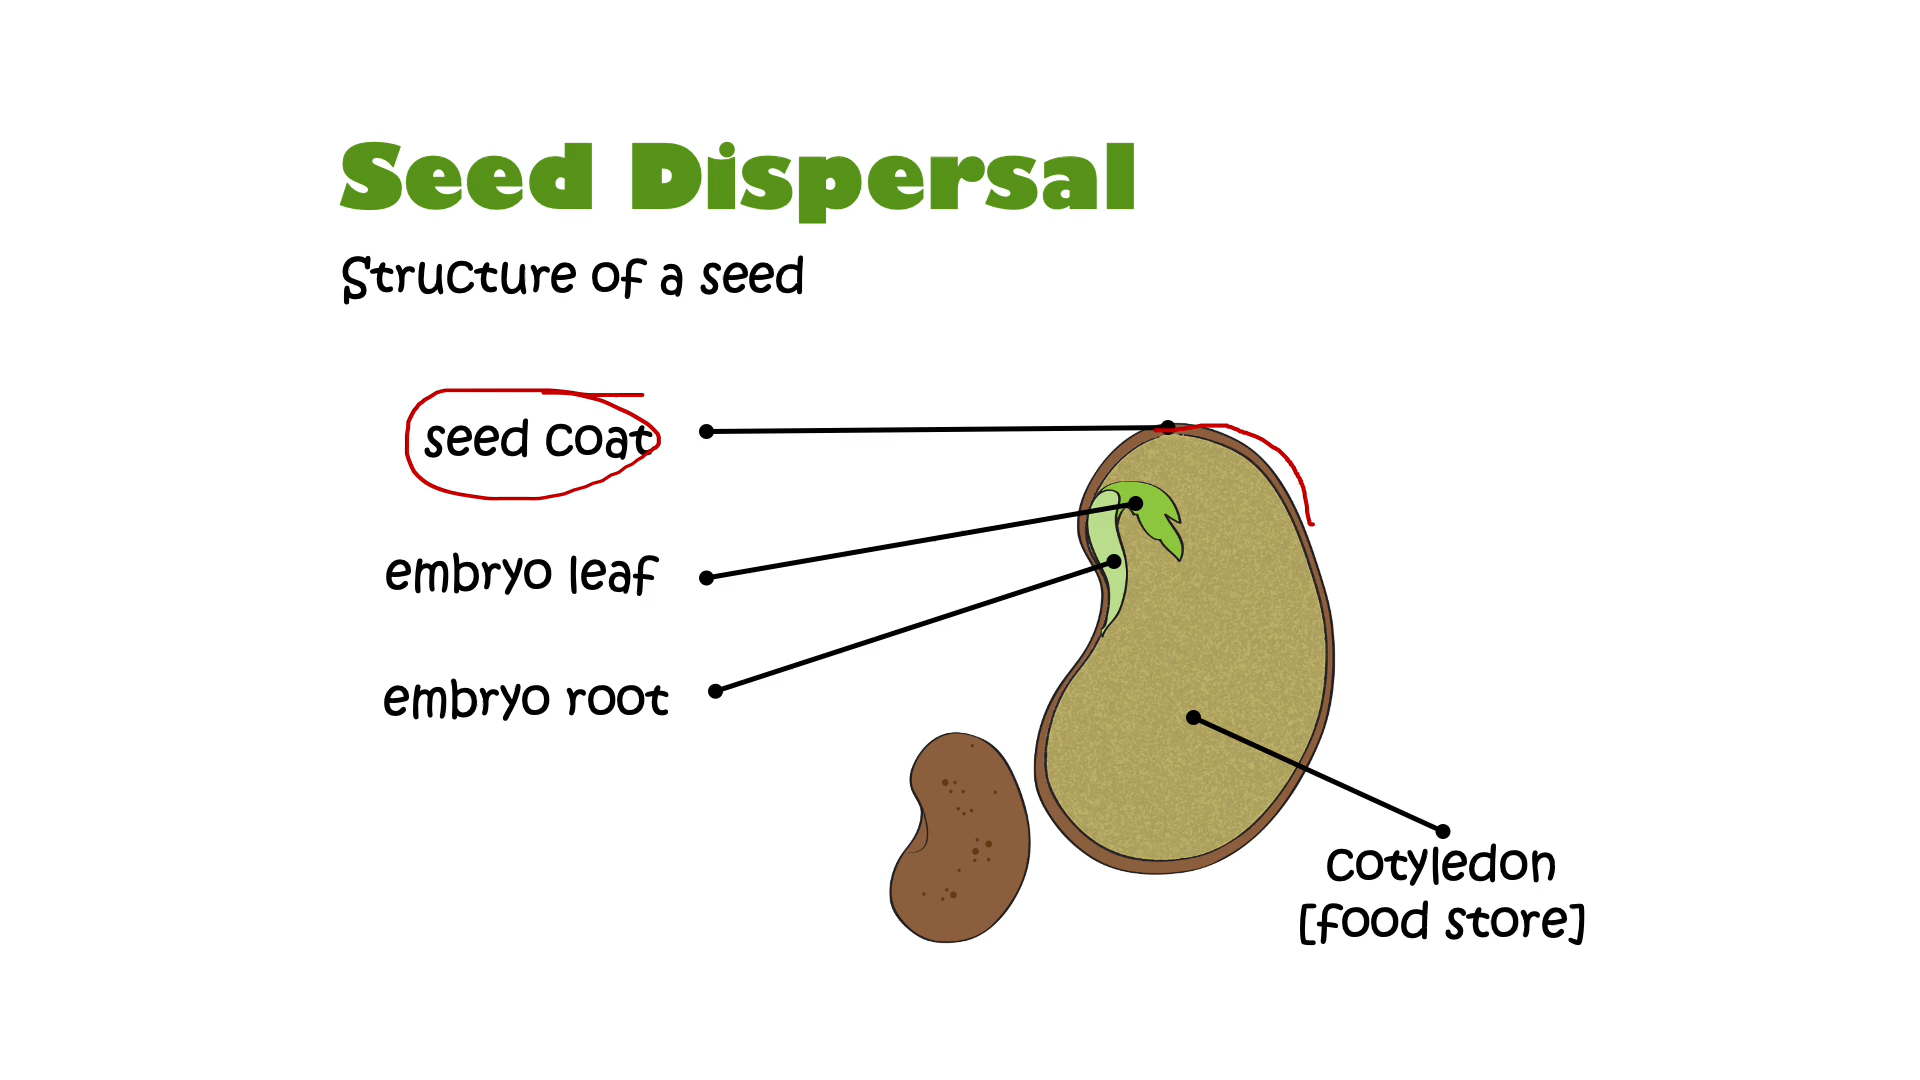 Seed Dispersal
Structure of a seed
seed coat
embryo leaf
embryo root
cotyledon
[food store]